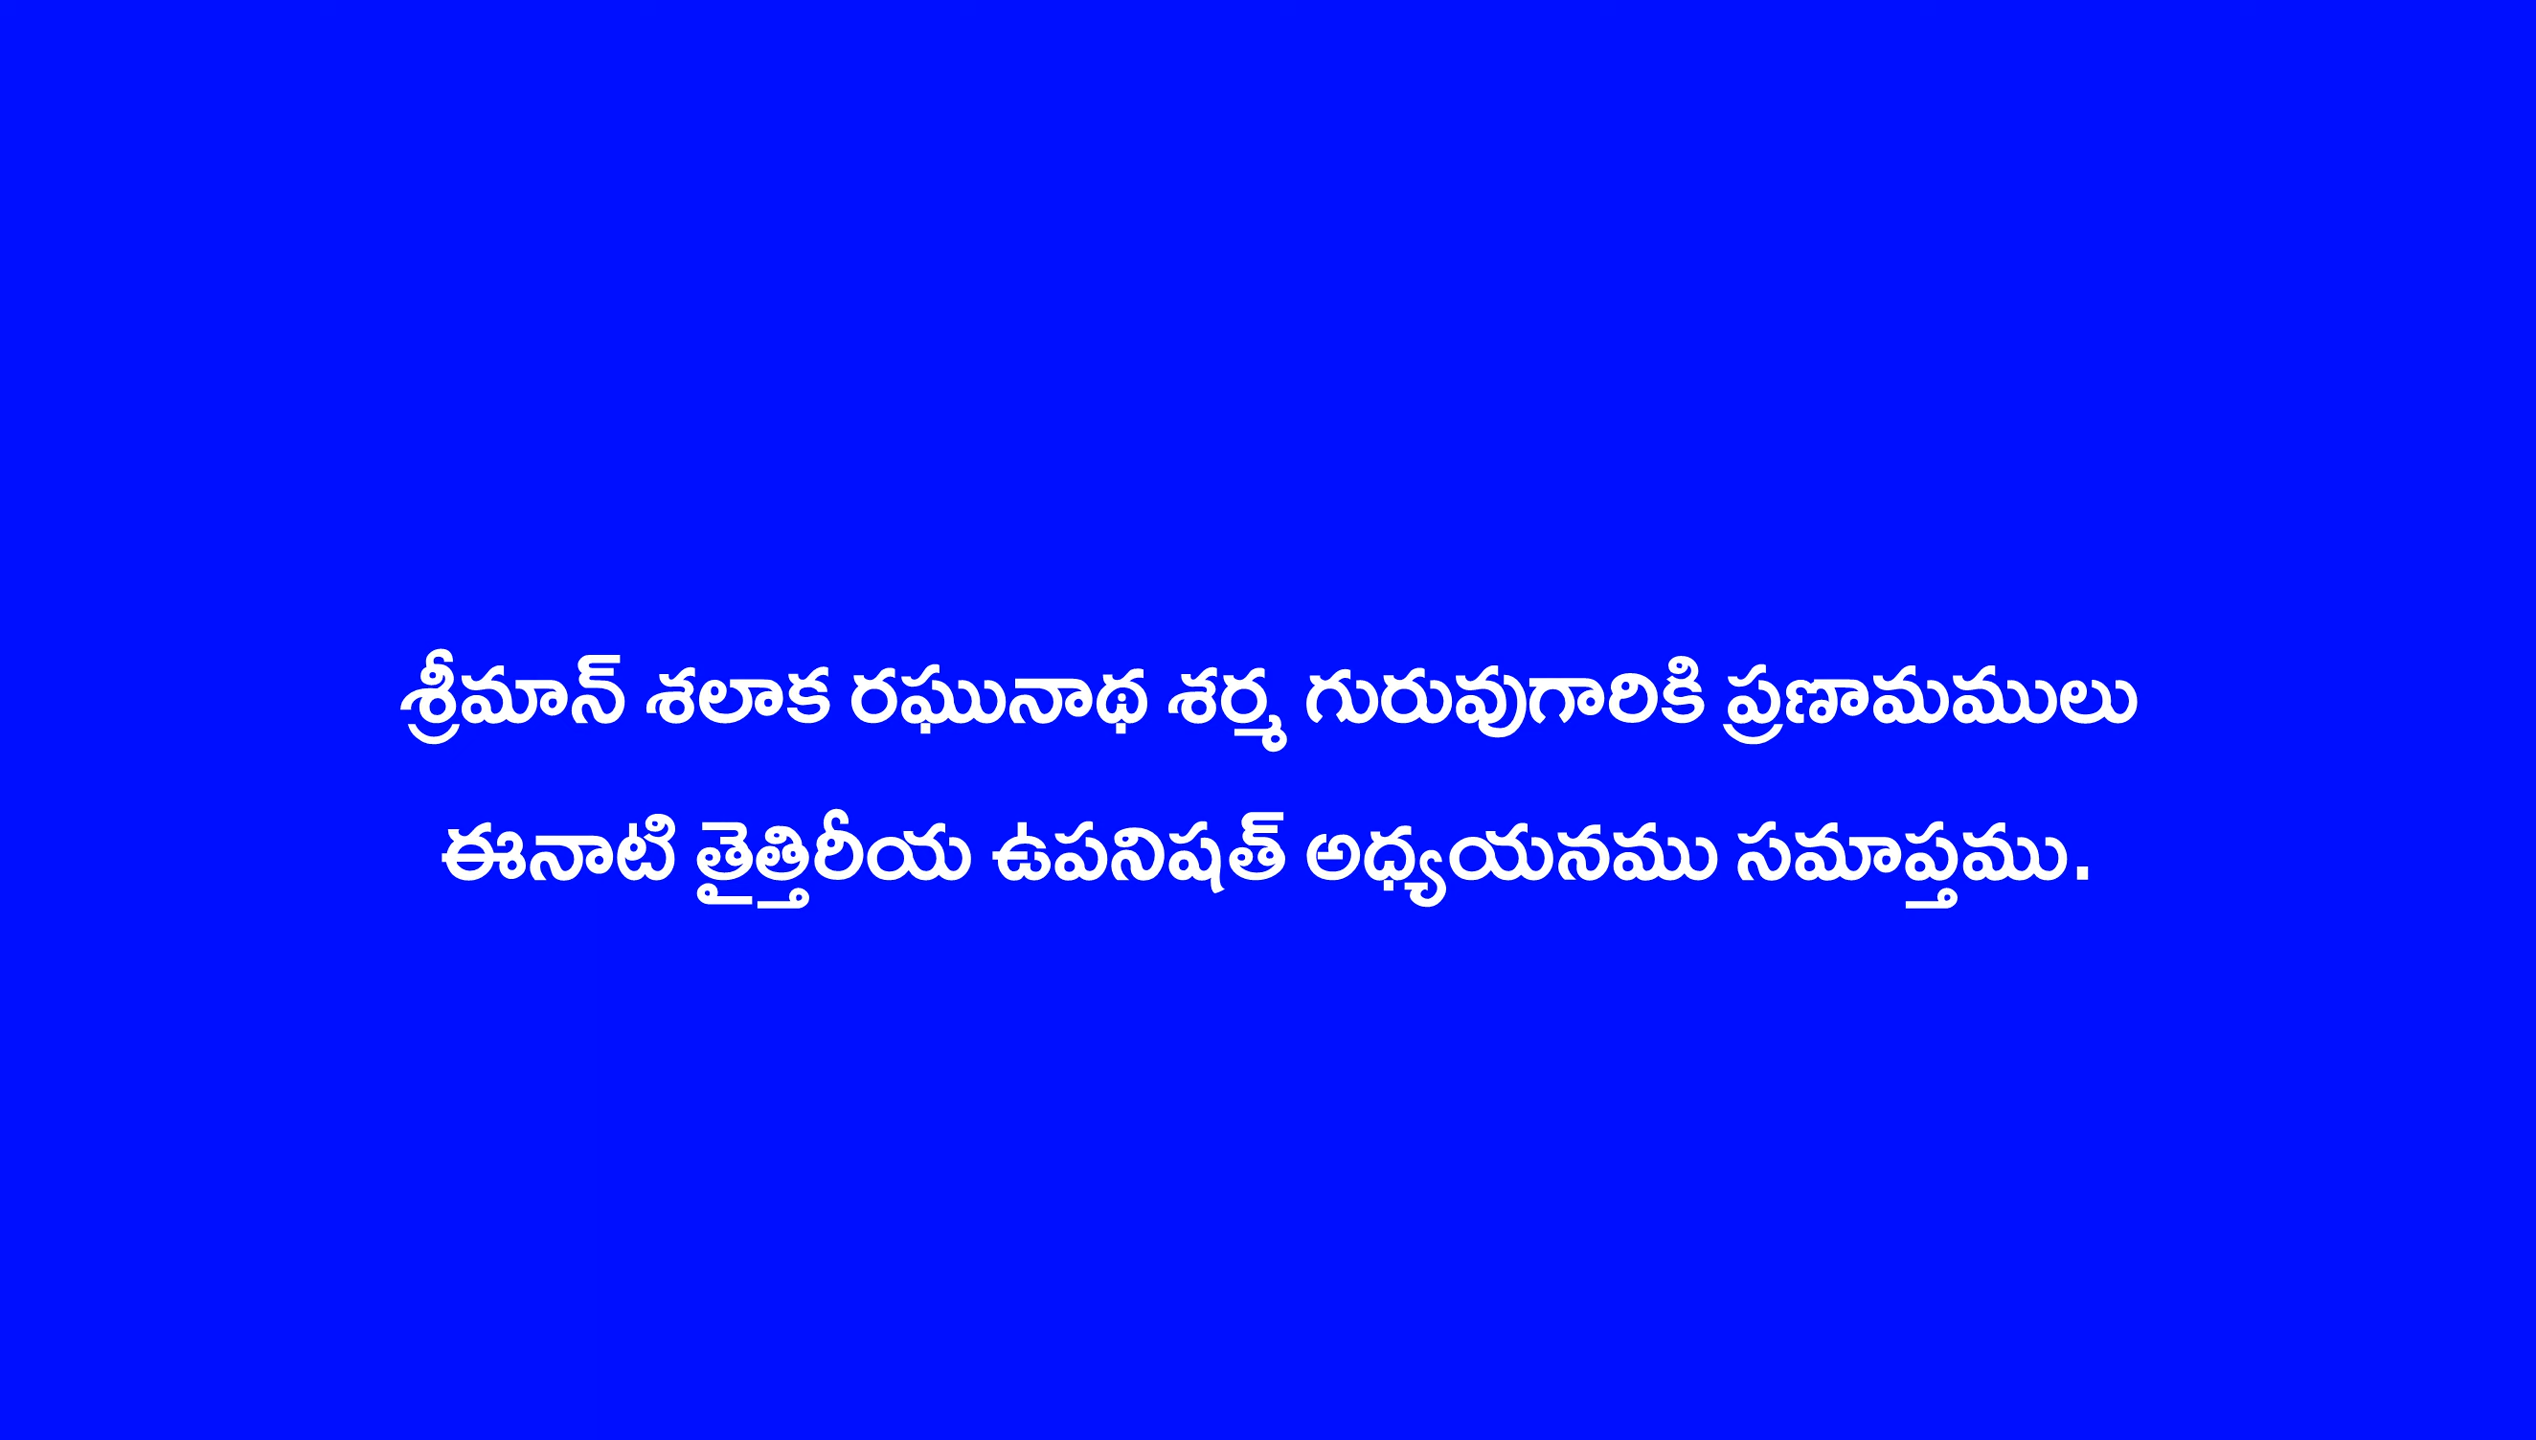 శ్రీమాన్ శలాక రఘునాథ శర్మ గురువుగారికి ప్రణామములు
ఈనాటి తైత్తిరీయ ఉపనిషత్ అధ్యయనము సమాప్తము.